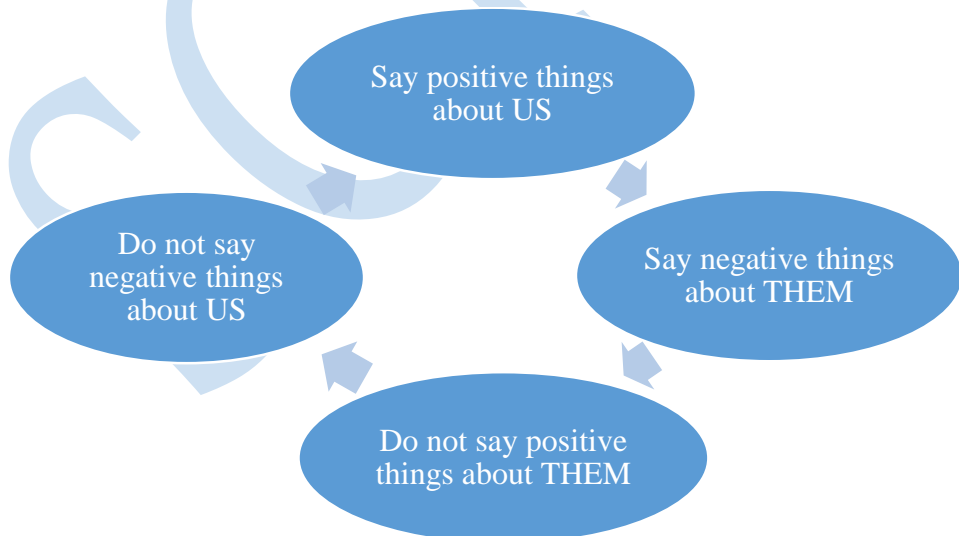 Say positive things
about US
Say negative things
about THEM
Do not say positive
things about THEM
Do not say
negative things
about US